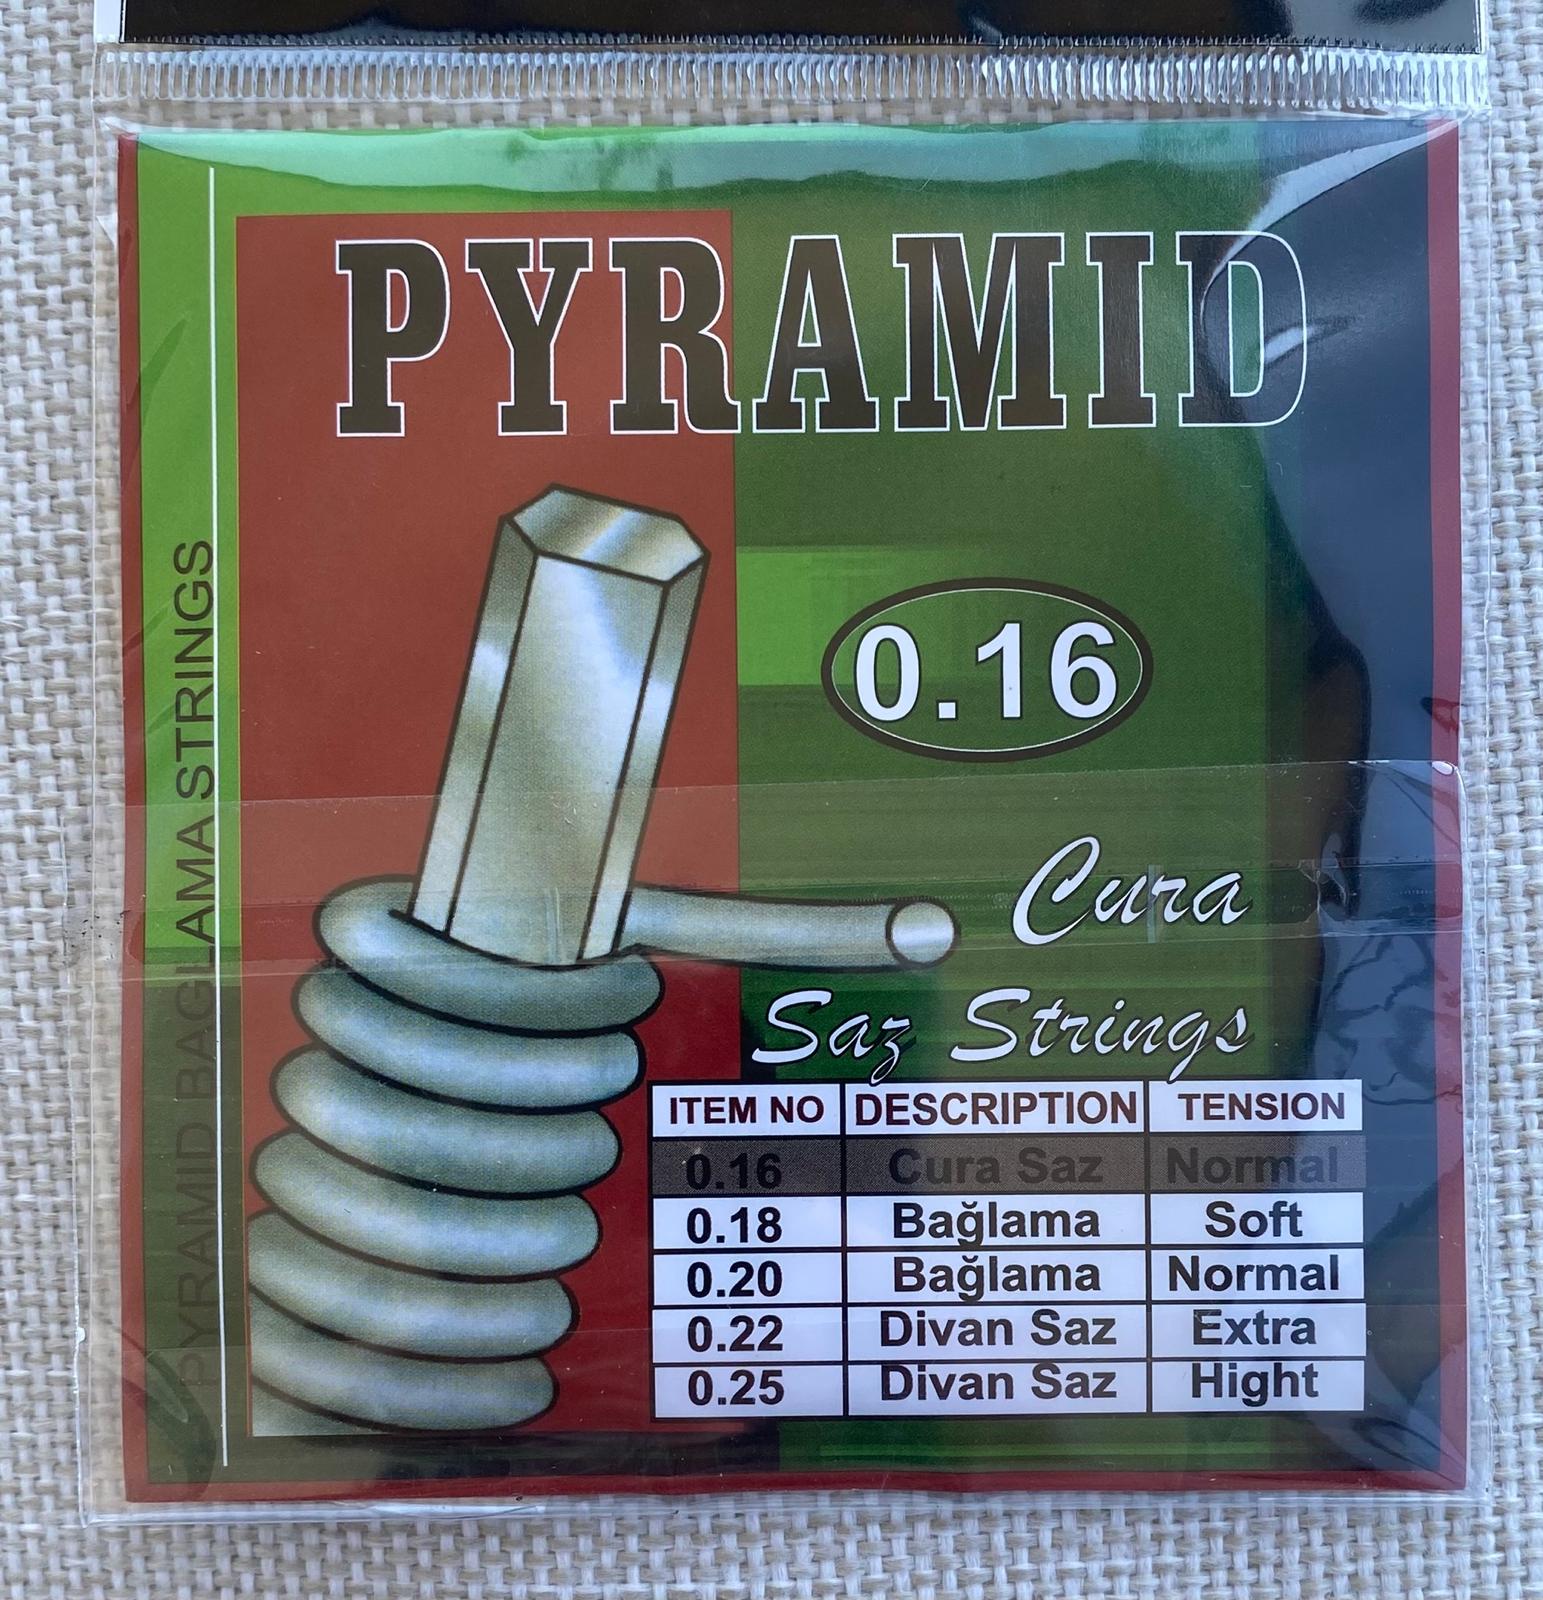 PYRAMID
PYRAMID BAGLAMA STRINGS
0.16
Cura
Saz Strings
ITEM NO DESCRIPTION TENSION
0.16 Cura Saz Normal
0.18 Bağlama Soft
0.20 Bağlama Normal
0.22 Divan Saz Extra
0.25 Divan Saz Hight